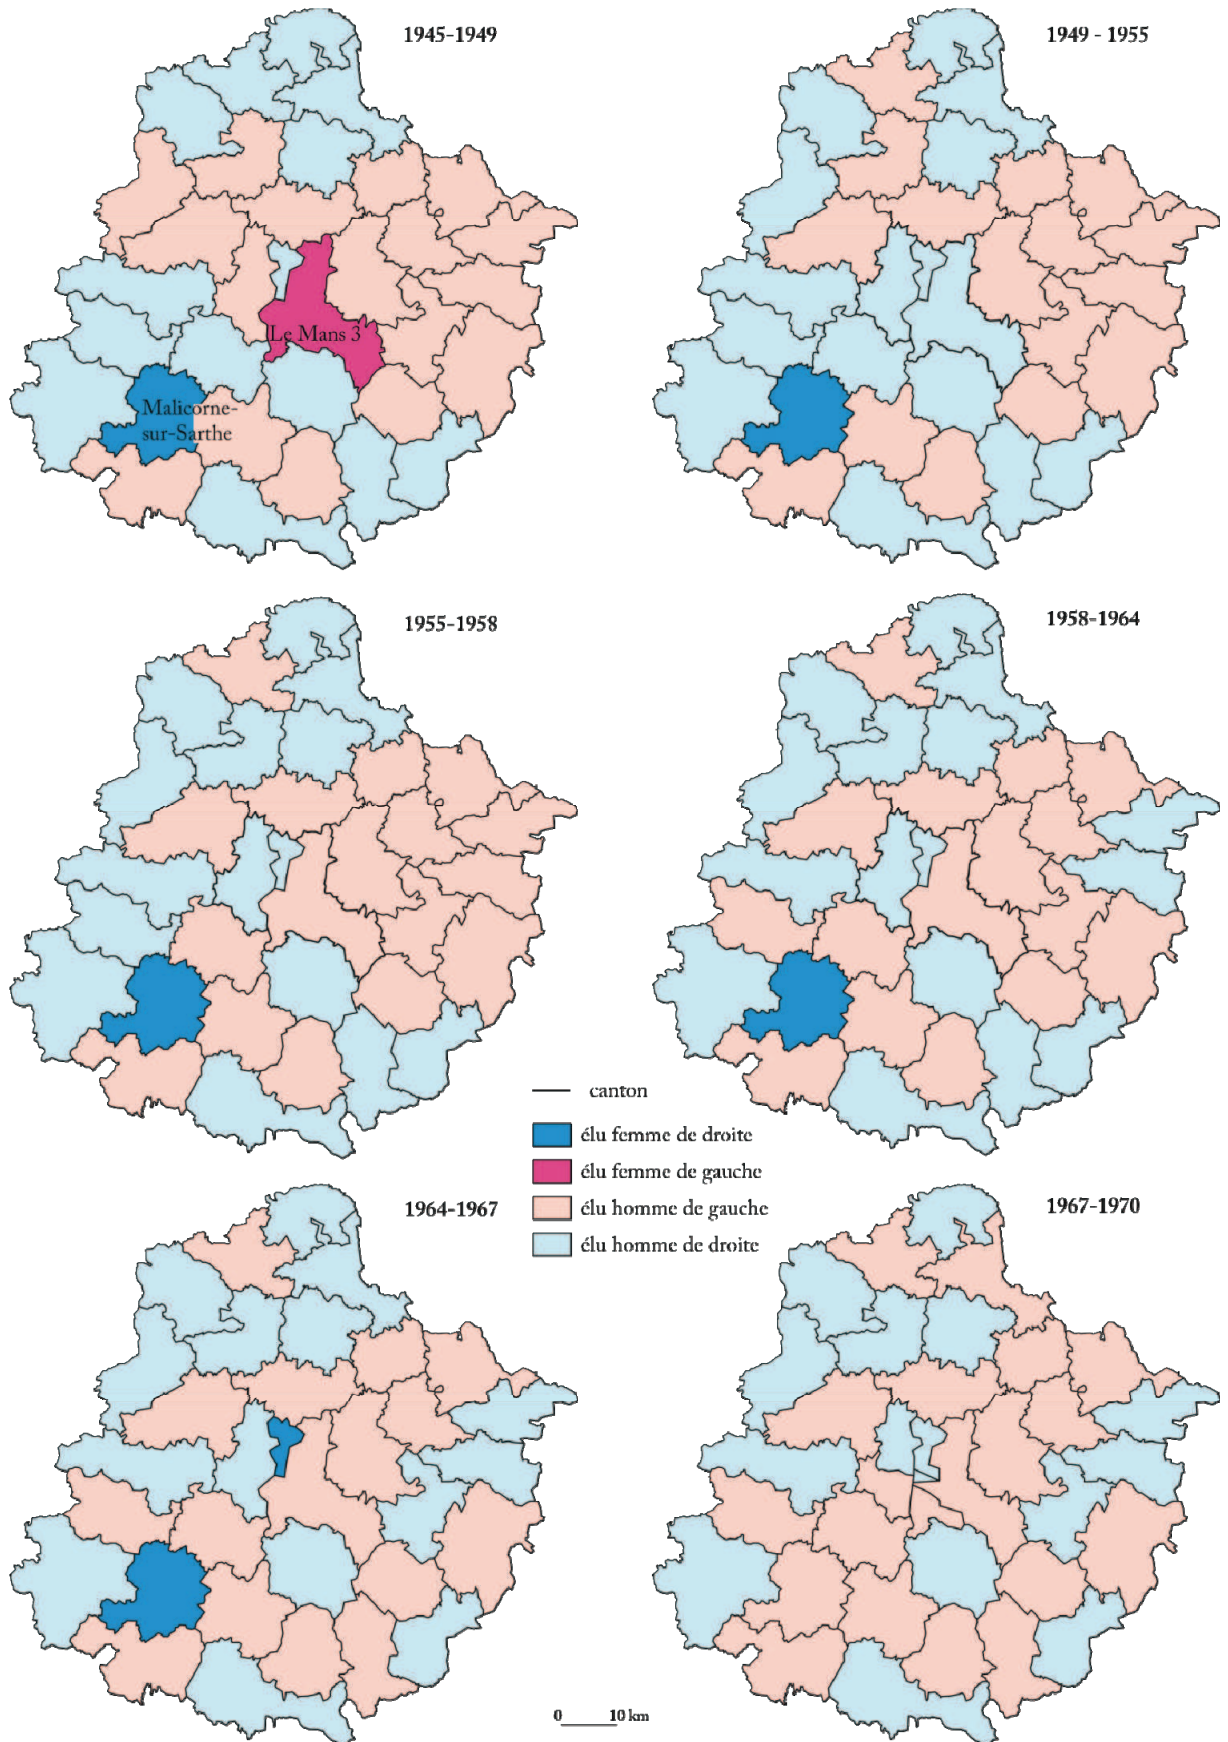 1945-1949
1949 - 1955
Le Mans 3
Malicorne-
sur-Sarthe
1955-1958
1958-1964
canton
élu femme de droite
élu femme de gauche
élu homme de gauche
élu homme de droite
1964-1967
1967-1970
0 10 km